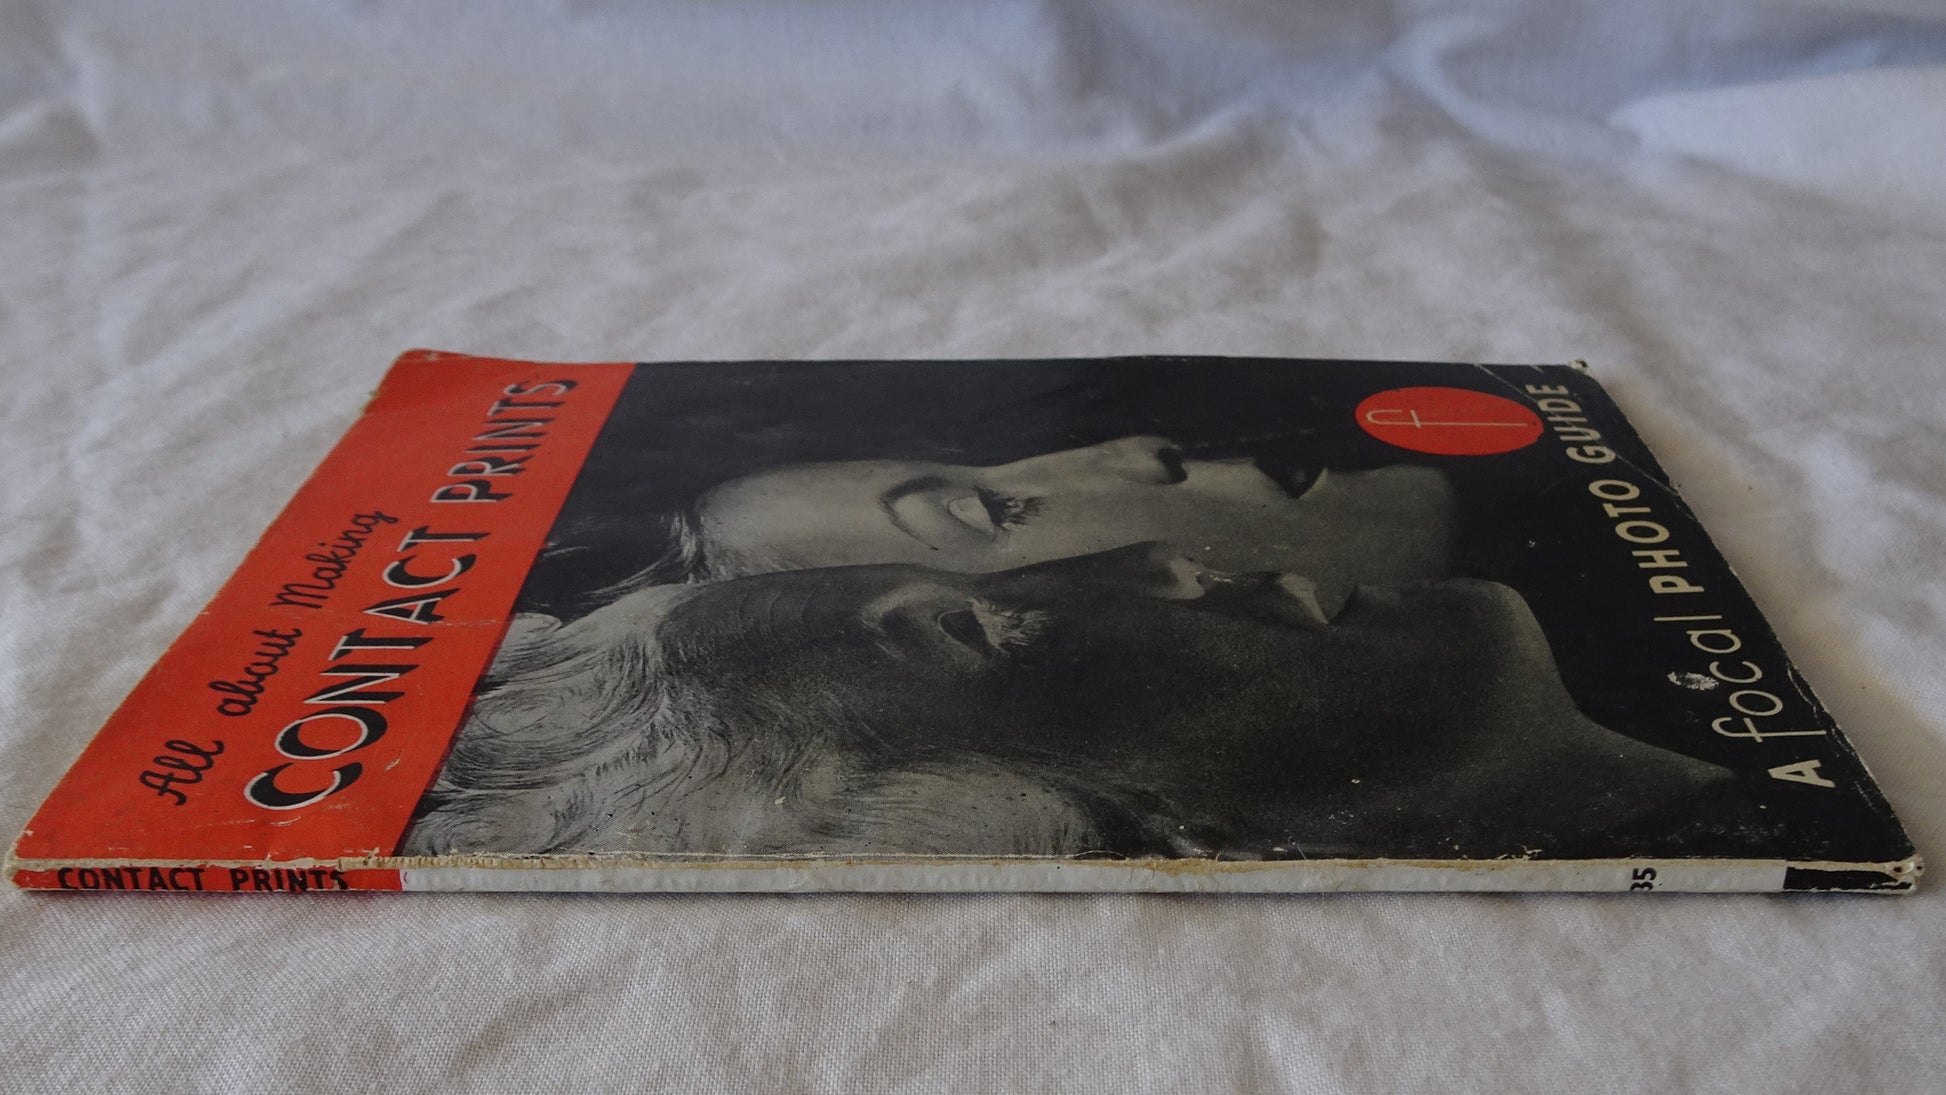 All about Making
CONTACT PRINTS
f
A focal PHOTO GUIDE
CONTACT PRINTS
35